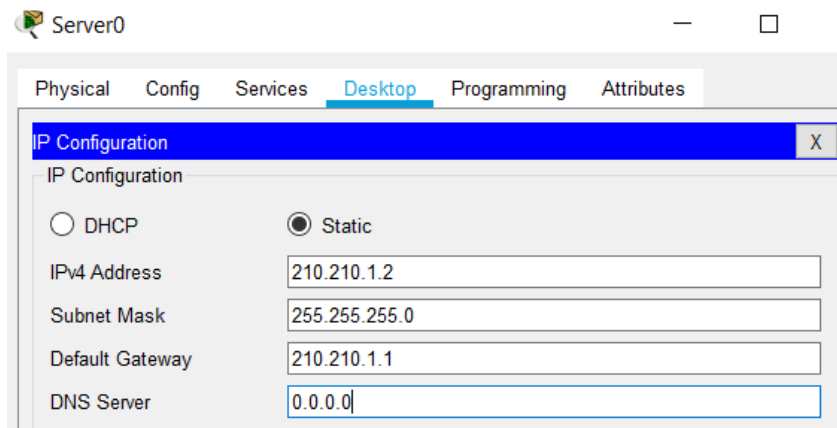 Server0
Physical Config Services Desktop Programming Attributes
IP Configuration X
IP Configuration
DHCP Static
IPv4 Address 210.210.1.2
Subnet Mask 255.255.255.0
Default Gateway 210.210.1.1
DNS Server 0.0.0.0